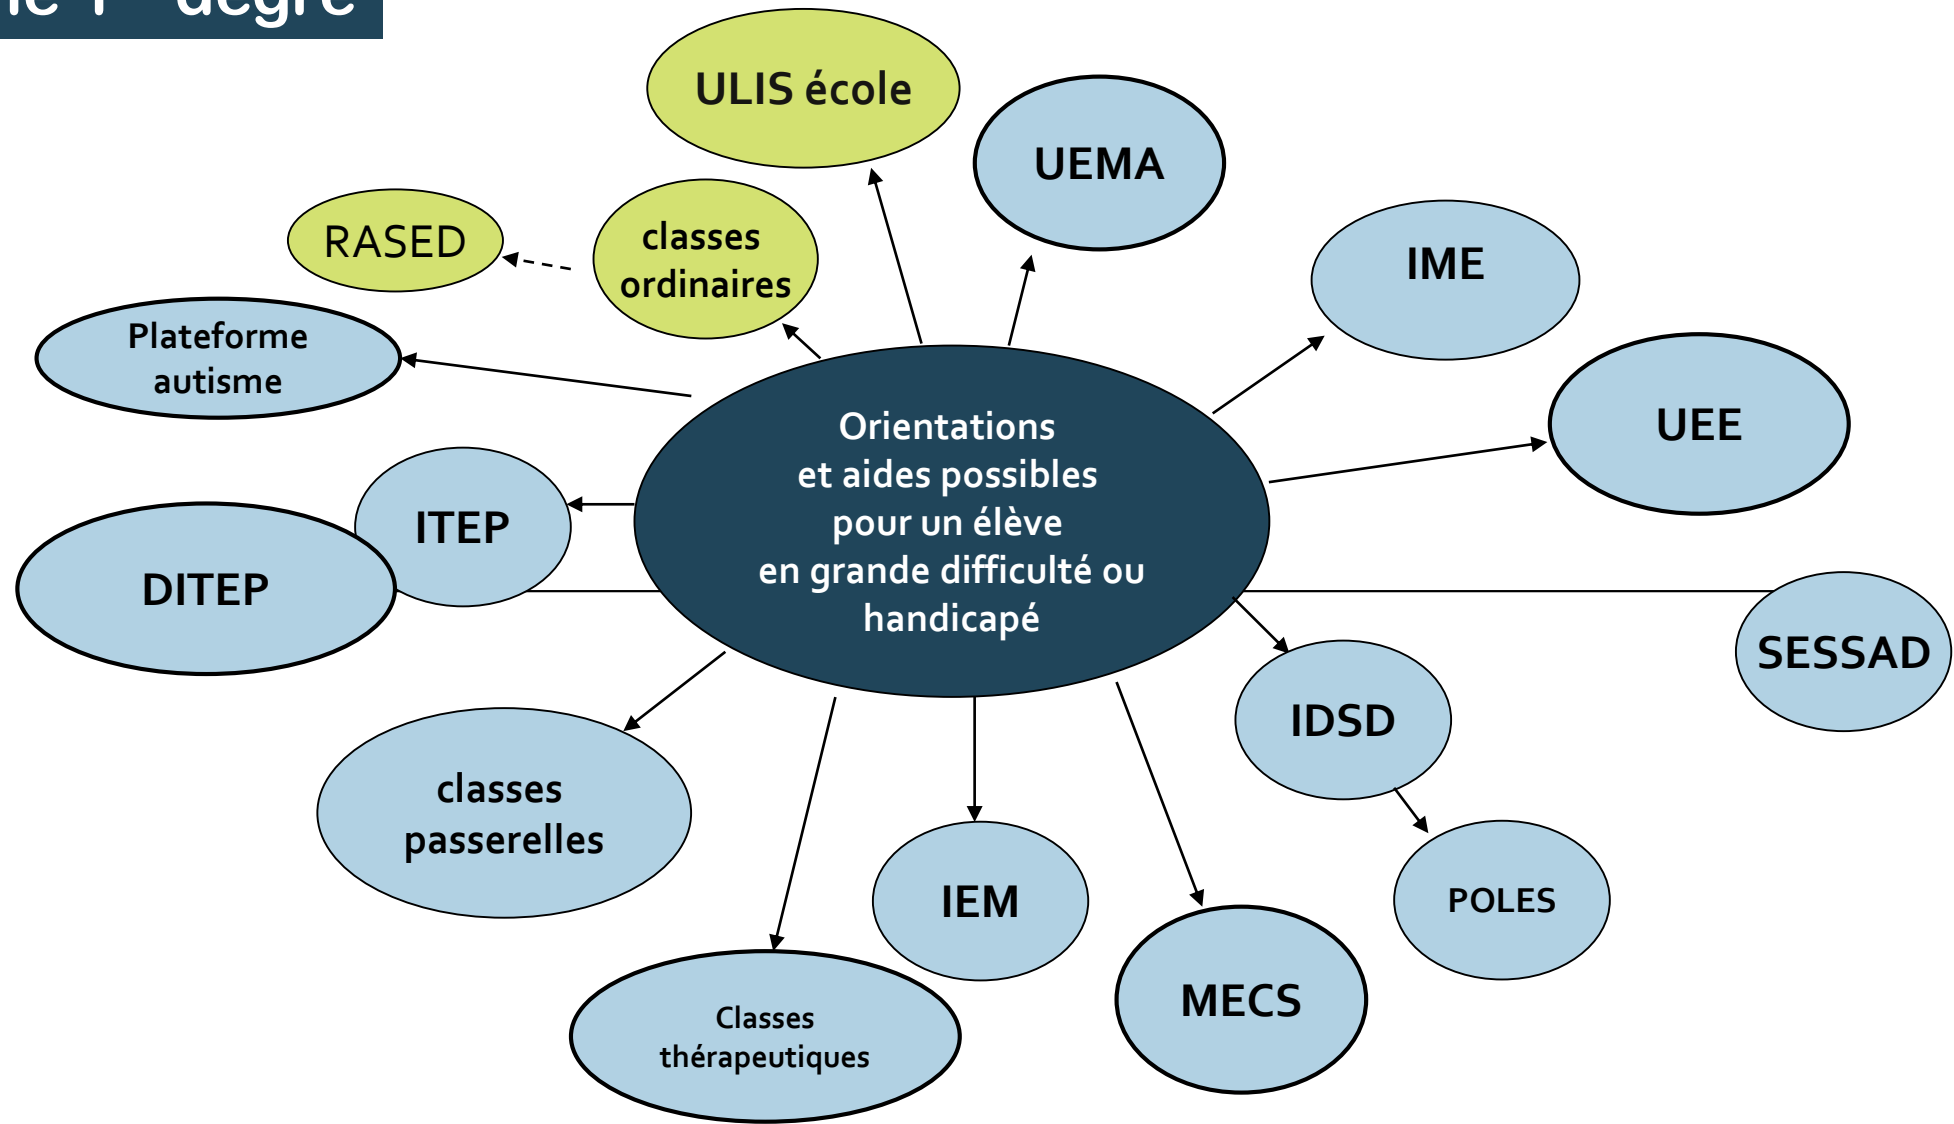 degré
ULIS école
UEMA
RASED
classes
ordinaires
IME
Plateforme
autisme
UEE
Orientations
et aides possibles
pour un élève
en grande difficulté ou
handicapé
ITEP
DITEP
SESSAD
IDSD
classes
passerelles
IEM
POLES
MECS
Classes
thérapeutiques